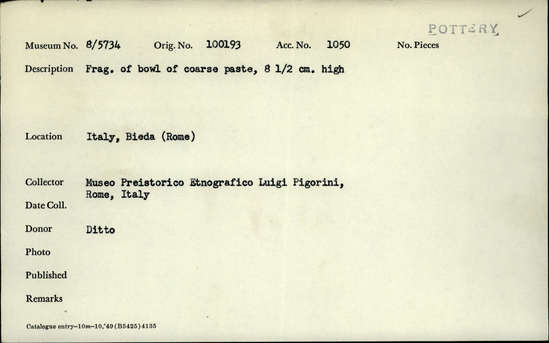 POTTERY
Museum No. 8/5734 Orig. No. 100193 Acc. No. 1050 No. Pieces
Description Frag. of bowl of coarse paste, 8 1/2 cm. high
Location Italy, Bieda (Rome)
Collector Museo Preistorico Etnografico Luigi Pigorini,
Rome, Italy
Date Coll.
Donor Ditto
Photo
Published
Remarks
Catalogue entry—10m—10,'49 (B5425) 4135